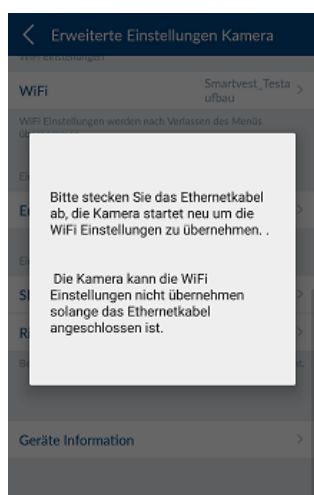 Erweiterte Einstellungen Kamera
WiFi Einstellungen
WiFi
Smartvest_Testa
ufbau
WiFi Einstellungen werden nach Verlassen des Menüs
Bitte stecken Sie das Ethernetkabel
ab, die Kamera startet neu um die
WiFi Einstellungen zu übernehmen. .
Die Kamera kann die WiFi
Einstellungen nicht übernehmen
solange das Ethernetkabel
angeschlossen ist.
Geräte Information